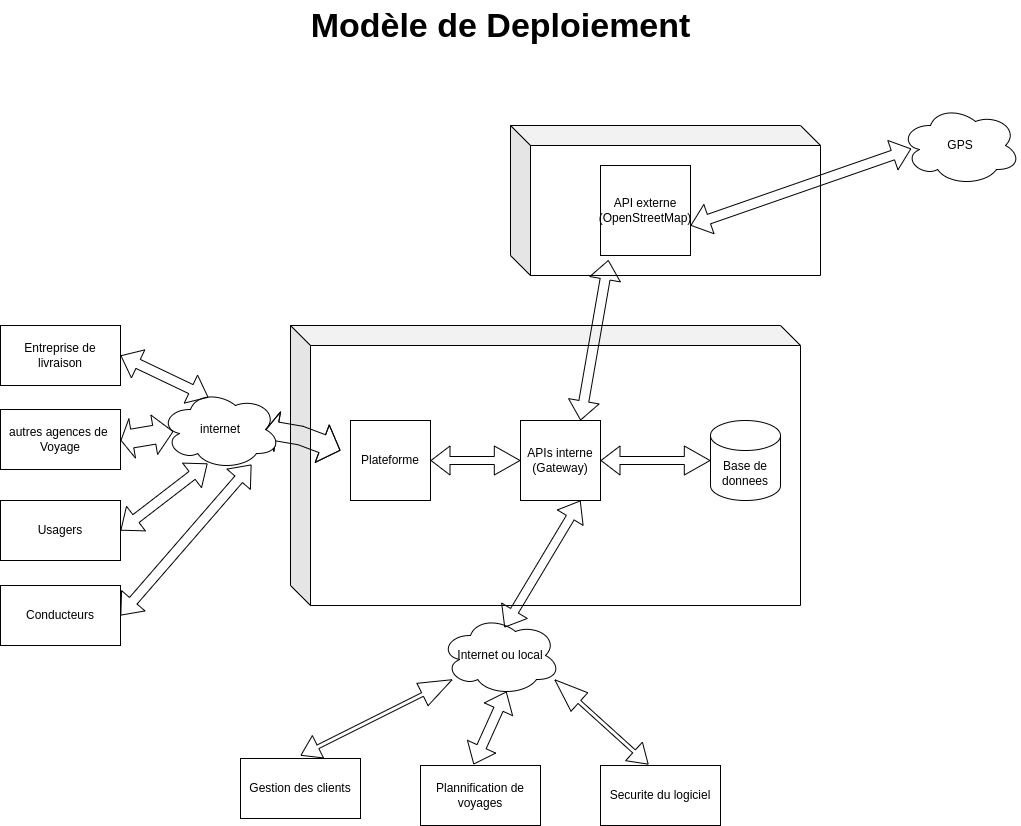 Modèle de Deploiement
GPS
API externe
(OpenStreetMap)
Entreprise de
livraison
autres agences de
Voyage
internet
Usagers
Conducteurs
Plateforme
APIs interne
(Gateway)
Base de
donnees
Internet ou local
Gestion des clients
Plannification de
voyages
Securite du logiciel